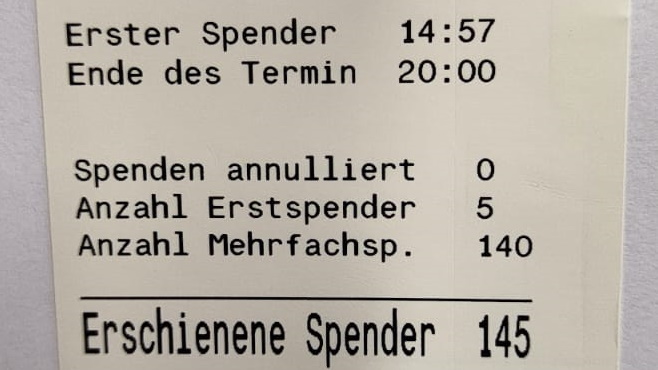 Erster Spender 14:57
Ende des Termin 20:00
Spenden annulliert 0
Anzahl Erstspender 5
Anzahl Mehrfachsp. 140
Erschienene Spender 145